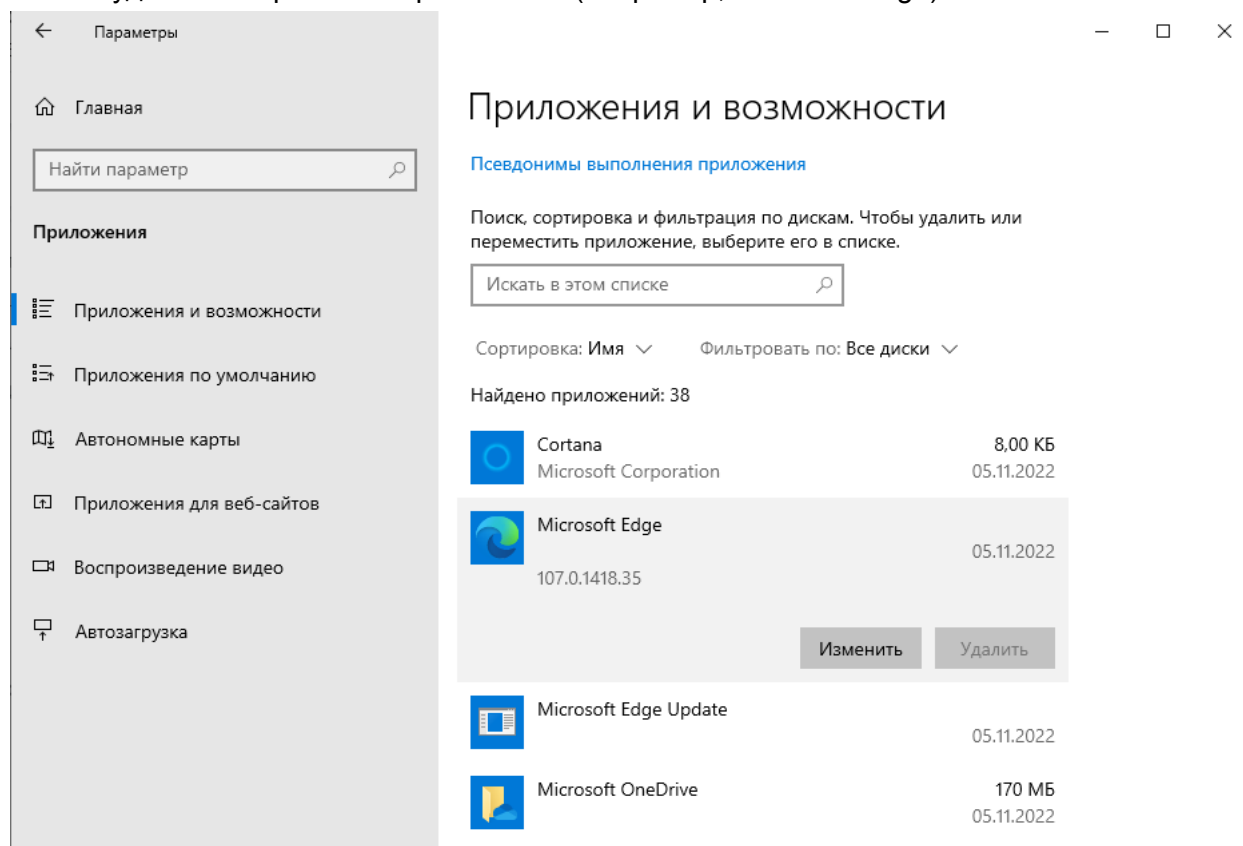 Параметры
Главная
Найти параметр
Приложения
Приложения и возможности
Приложения по умолчанию
Автономные карты
Приложения для веб-сайтов
Воспроизведение видео
Автозагрузка
Приложения и возможности
Псевдонимы выполнения приложения
Поиск, сортировка и фильтрация по дискам. Чтобы удалить или
переместить приложение, выберите его в списке.
Искать в этом списке
Сортировка: Имя Фильтровать по: Все диски
Найдено приложений: 38
Cortana 8,00 КБ
Microsoft Corporation 05.11.2022
Microsoft Edge
05.11.2022
107.0.1418.35
Изменить Удалить
Microsoft Edge Update
05.11.2022
Microsoft OneDrive 170 МБ
05.11.2022